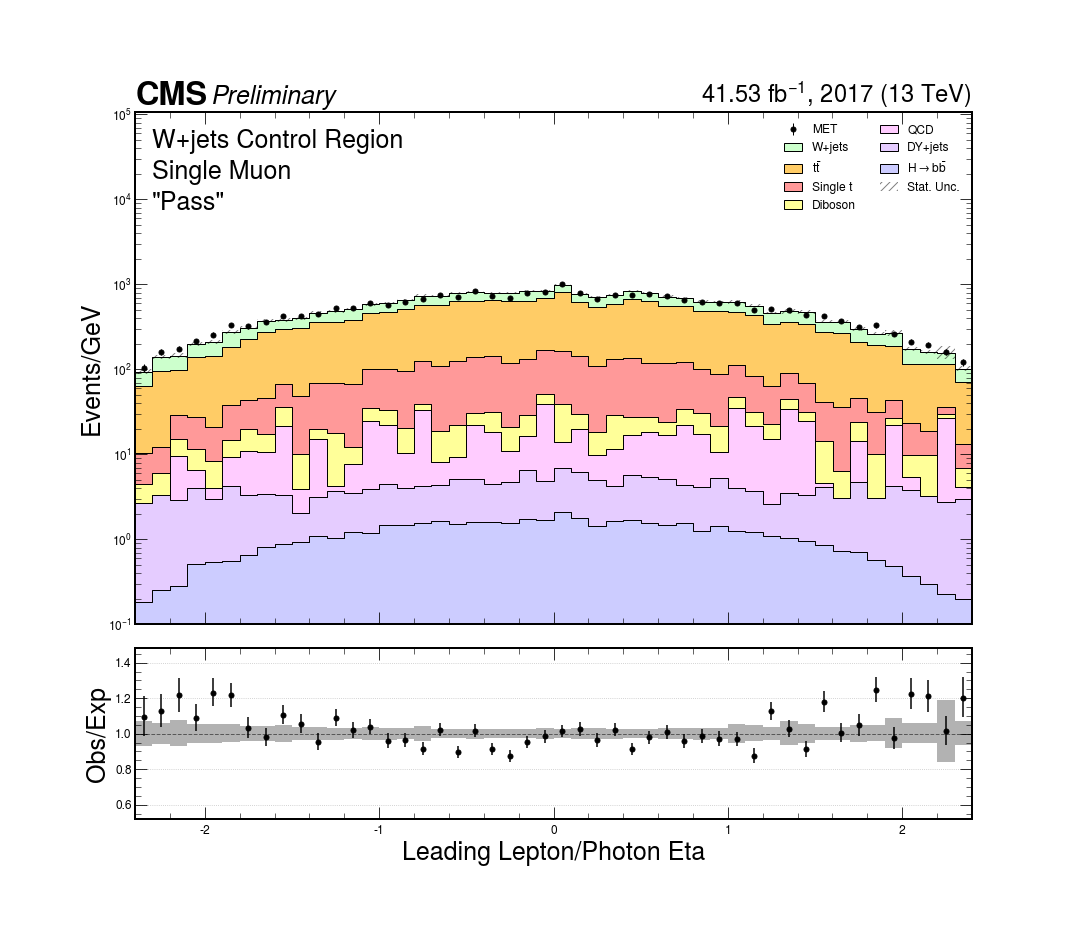 CMS Preliminary
41.53 fb⁻¹, 2017 (13 TeV)
W+jets Control Region
Single Muon
"Pass"
MET
W+jets
tt̄
Single t
Diboson
QCD
DY+jets
H→bb̄
Stat. Unc.
Events/GeV
10⁵
10⁴
10³
10²
10¹
10⁰
10⁻¹
Obs/Exp
1.4
1.2
1.0
0.8
0.6
-2 -1 0 1 2
Leading Lepton/Photon Eta